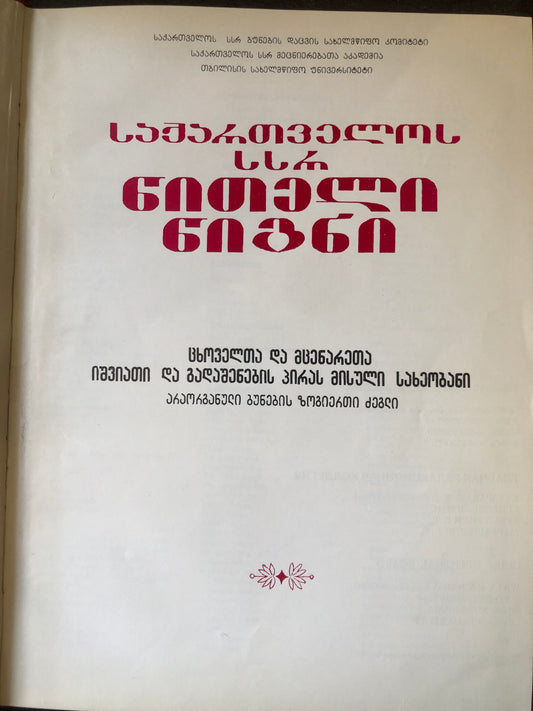 საქართველოს სსრ ბუნების დაცვის სახელმწიფო კომიტეტი
საქართველოს სსრ მეცნიერებათა აკადემია
თბილისის სახელმწიფო უნივერსიტეტი
საქართველოს
სსრ
წითელი
წიგნი
ცხოველთა და მცენარეთა
იშვიათი და გადაშენების პირას მისული სახეობანი
არაორგანული ბუნების ზოგიერთი ძეგლი